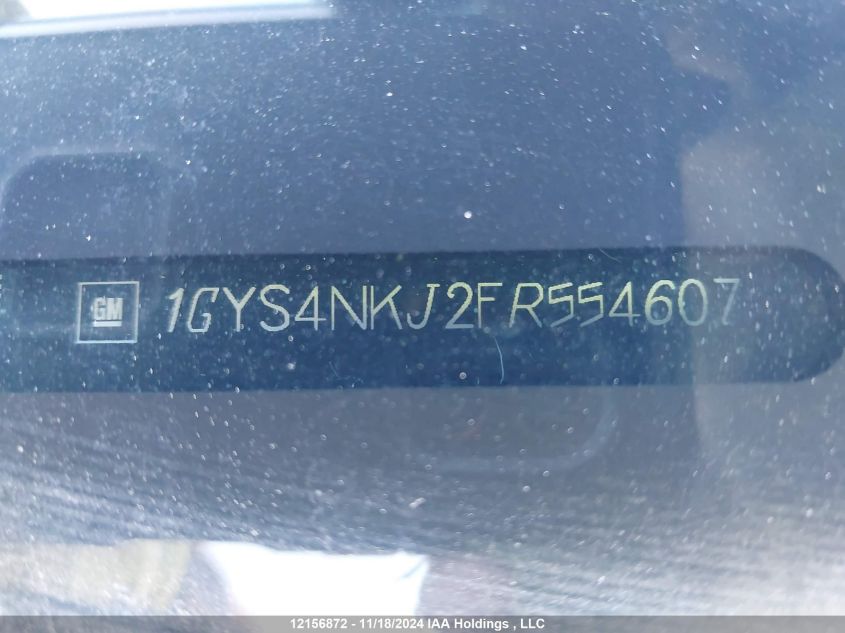 GM 1GYS4NKJ2FR554607
12156872 - 11/18/2024 IAA Holdings , LLC